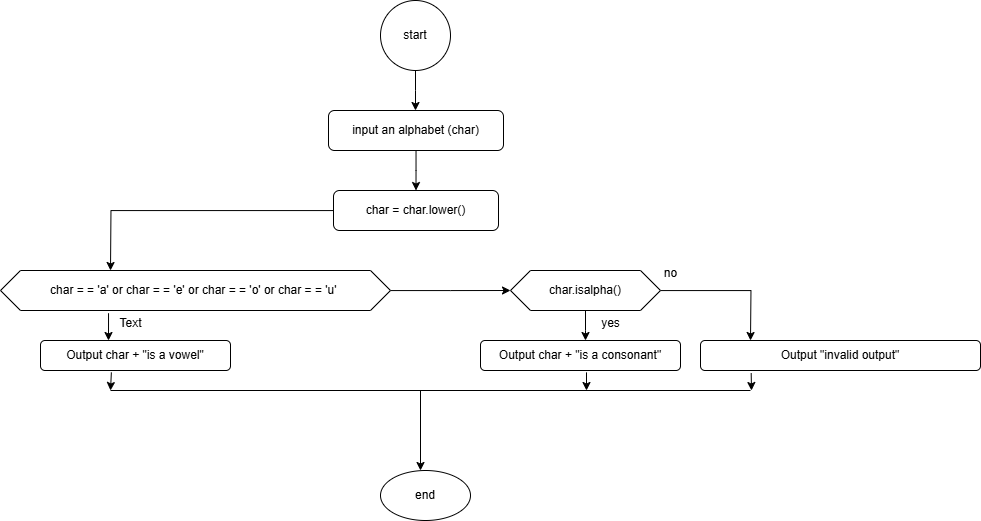 start
input an alphabet (char)
char = char.lower()
char = = 'a' or char = = 'e' or char = = 'o' or char = = 'u'
char.isalpha()
no
Text
yes
Output char + "is a vowel"
Output char + "is a consonant"
Output "invalid output"
end